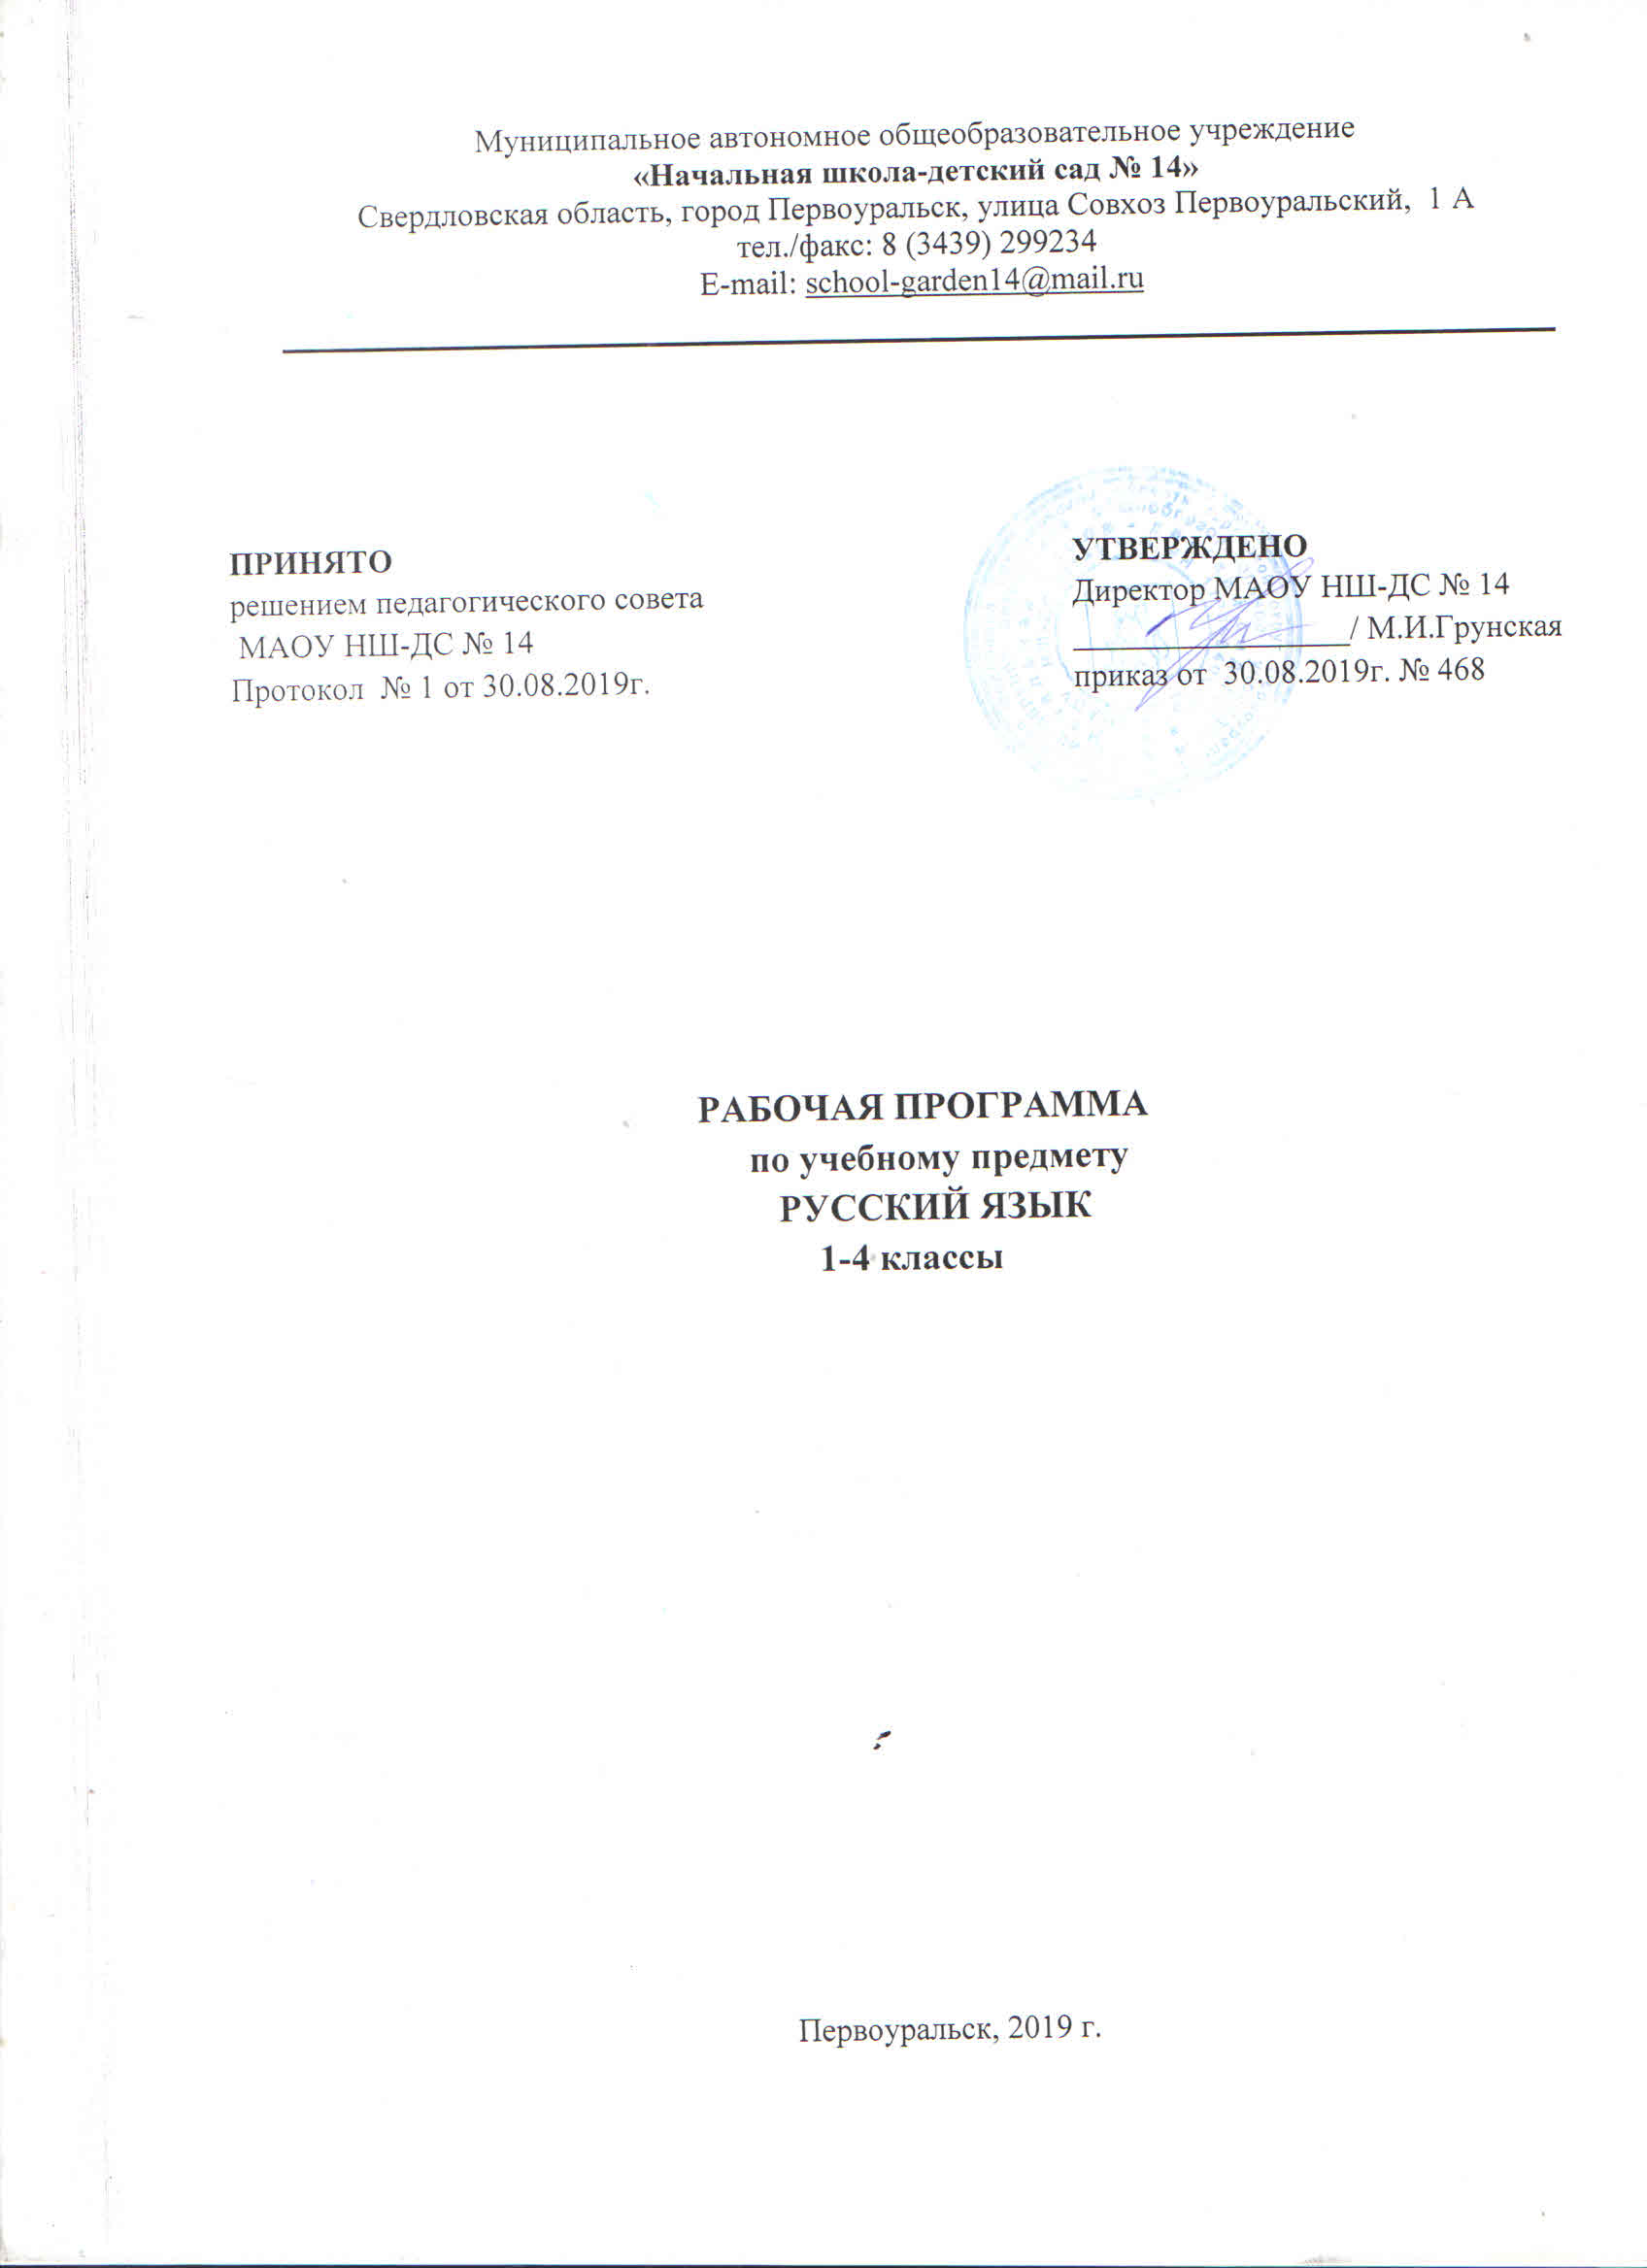 Муниципальное автономное общеобразовательное учреждение
«Начальная школа-детский сад № 14»
Свердловская область, город Первоуральск, улица Совхоз Первоуральский, 1 А
тел./факс: 8 (3439) 299234
E-mail: school-garden14@mail.ru
ПРИНЯТО
решением педагогического совета
МАОУ НШ-ДС № 14
Протокол № 1 от 30.08.2019г.
УТВЕРЖДЕНО
Директор МАОУ НШ-ДС № 14
_________________/ М.И.Грунская
приказ от 30.08.2019г. № 468
РАБОЧАЯ ПРОГРАММА
по учебному предмету
РУССКИЙ ЯЗЫК
1-4 классы
Первоуральск, 2019 г.